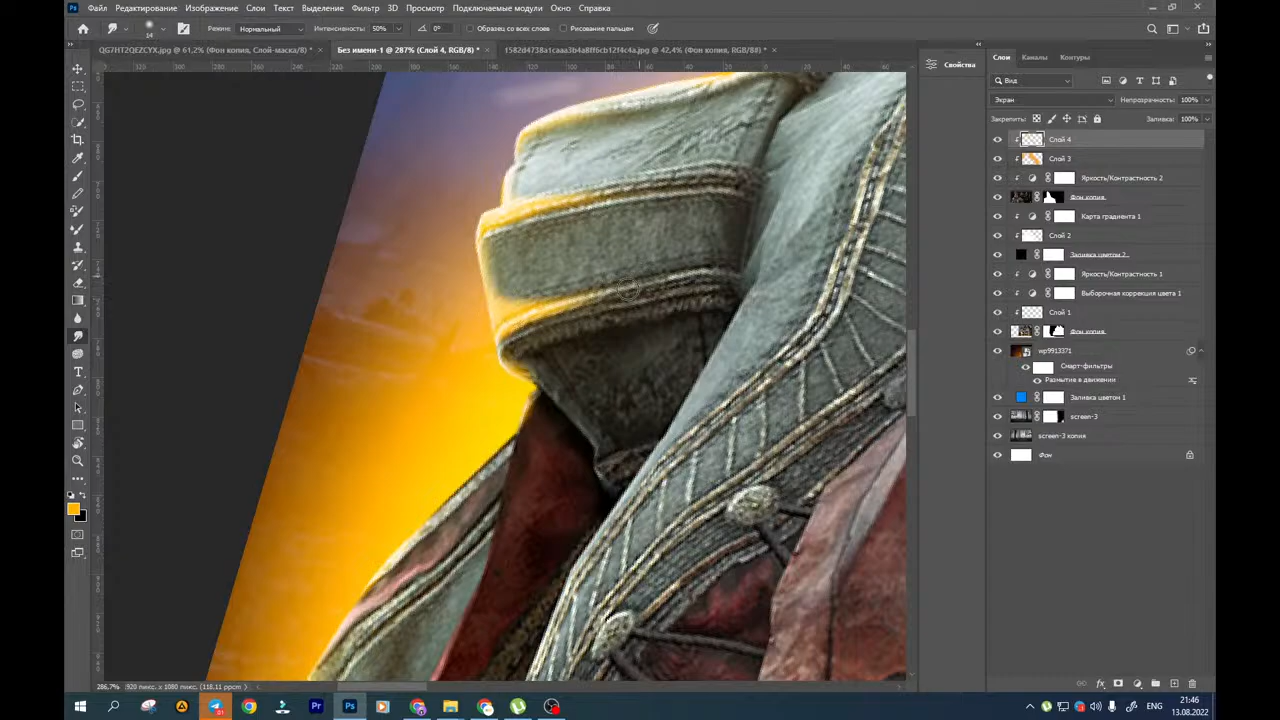 Файл Редактирование Изображение Слои Текст Выделение Фильтр 3D Просмотр Подключаемые модули Окно Справка
Режим: Нормальный Интенсивность: 50% 0° Образец со всех слоев Рисование пальцем
QG7HT2QEZCYX.jpg @ 61,2% (Фон копия, Слой-маска/8) *
Без имени-1 @ 287% (Слой 4, RGB/8) *
1582d4738a1caaa3b4a8ff6cb12f4c4a.jpg @ 42,4% (Фон копия, RGB/8#) *
Свойства
Слои Каналы Контуры
Вид
Экран Непрозрачность: 100%
Закрепить: Заливка: 100%
Слой 4
Слой 3
Яркость/Контрастность 2
Фон копия
Карта градиента 1
Слой 2
Заливка цветом 2
Яркость/Контрастность 1
Выборочная коррекция цвета 1
Слой 1
Фон копия
wp9913371
Смарт-фильтры
Размытие в движении
Заливка цветом 1
screen-3
screen-3 копия
Фон
286,7% 920 пикс. x 1080 пикс. (118,11 ppcm)
ENG
21:46
13.08.2022